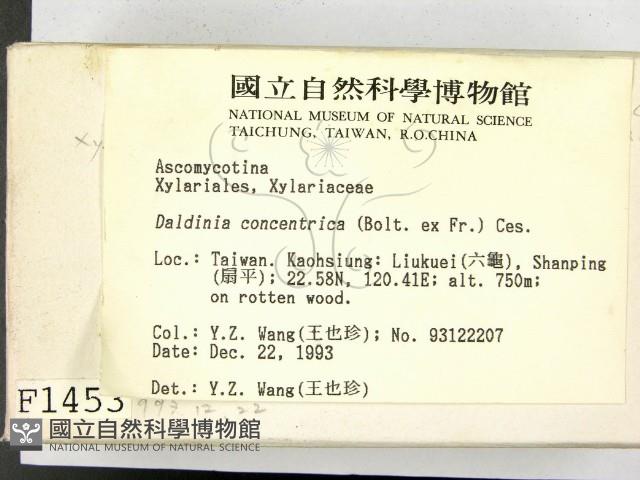 國立自然科學博物館
NATIONAL MUSEUM OF NATURAL SCIENCE
TAICHUNG, TAIWAN, R.O.CHINA
Ascomycotina
Xylariales, Xylariaceae
Daldinia concentrica (Bolt. ex Fr.) Ces.
Loc.: Taiwan. Kaohsiung: Liukuei(六龜), Shanping
(扇平); 22.58N, 120.41E; alt. 750m;
on rotten wood.
Col.: Y.Z. Wang(王也珍); No. 93122207
Date: Dec. 22, 1993
Det.: Y.Z. Wang(王也珍)
F1453
國立自然科學博物館
NATIONAL MUSEUM OF NATURAL SCIENCE